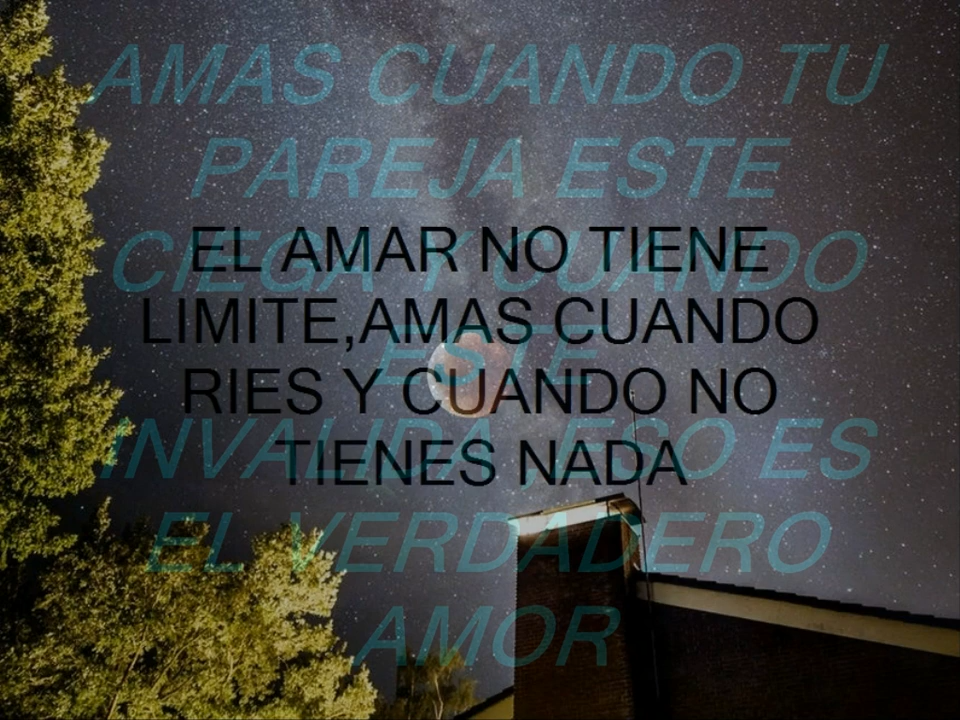 AMAS CUANDO TU
PAREJA ESTE
CIEGA Y CUANDO
ESTE
INVALIDA ,ESO ES
EL VERDADERO
AMOR
EL AMAR NO TIENE
LIMITE,AMAS CUANDO
RIES Y CUANDO NO
TIENES NADA